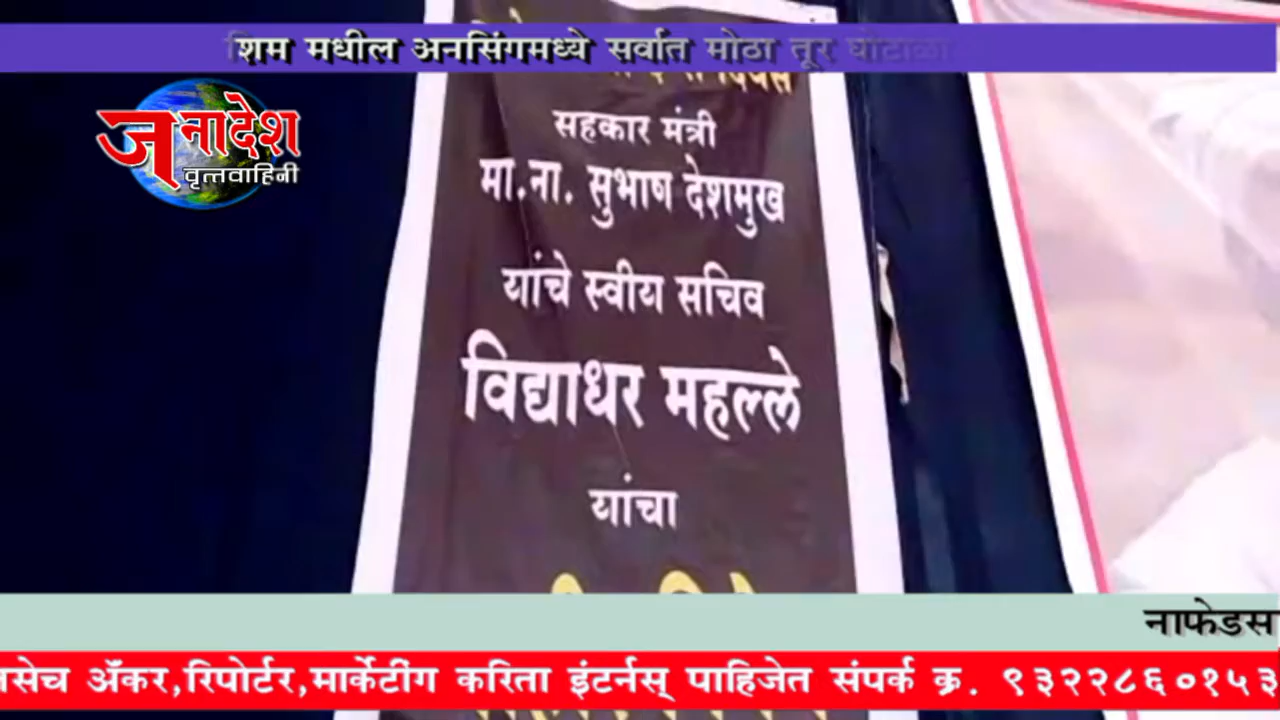 शिम मधील अनसिंगमध्ये सर्वात मोठा तूर घोटाळा
जनादेश
वृत्तवाहिनी
सहकार मंत्री
मा.ना. सुभाष देशमुख
यांचे स्वीय सचिव
विद्याधर महल्ले
यांचा
नाफेडस
तसेच अँकर,रिपोर्टर,मार्केटींग करिता इंटर्नस् पाहिजेत संपर्क क्र. ९३२२८६०१५३